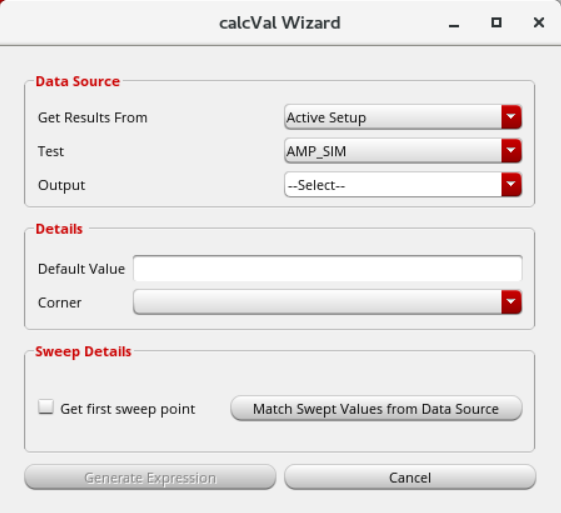 calcVal Wizard
Data Source
Get Results From Active Setup
Test AMP_SIM
Output --Select--
Details
Default Value
Corner
Sweep Details
Get first sweep point Match Swept Values from Data Source
Generate Expression Cancel